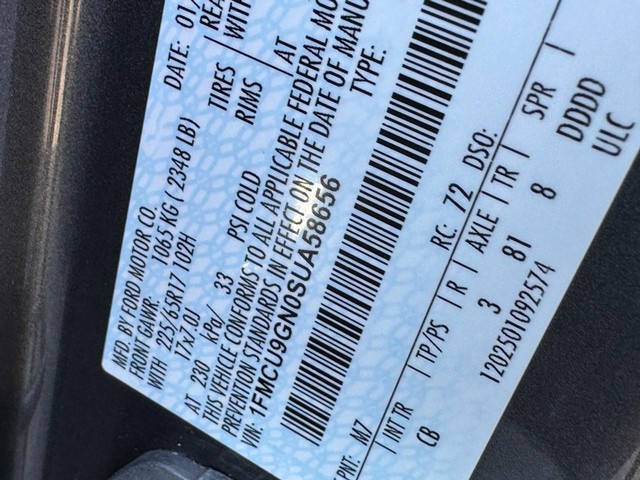 MFD. BY FORD MOTOR CO.
DATE: 01/
FRONT GAWR: 1065 KG ( 2348 LB)
WITH 225/65R17 102H TIRES
17x7.0J RIMS
AT 230 kPa/ 33 PSI COLD AT
THIS VEHICLE CONFORMS TO ALL APPLICABLE FEDERAL MO
STANDARDS IN EFFECT ON THE DATE OF MANU
VIN: 1FMCU9GN0SUA58656
TYPE:
PNT: M7 RC: 72 DSO:
INT TR | TP/PS | R | AXLE | TR | SPR |
CB 3 81 8 DDDD
1202501092574 ULC